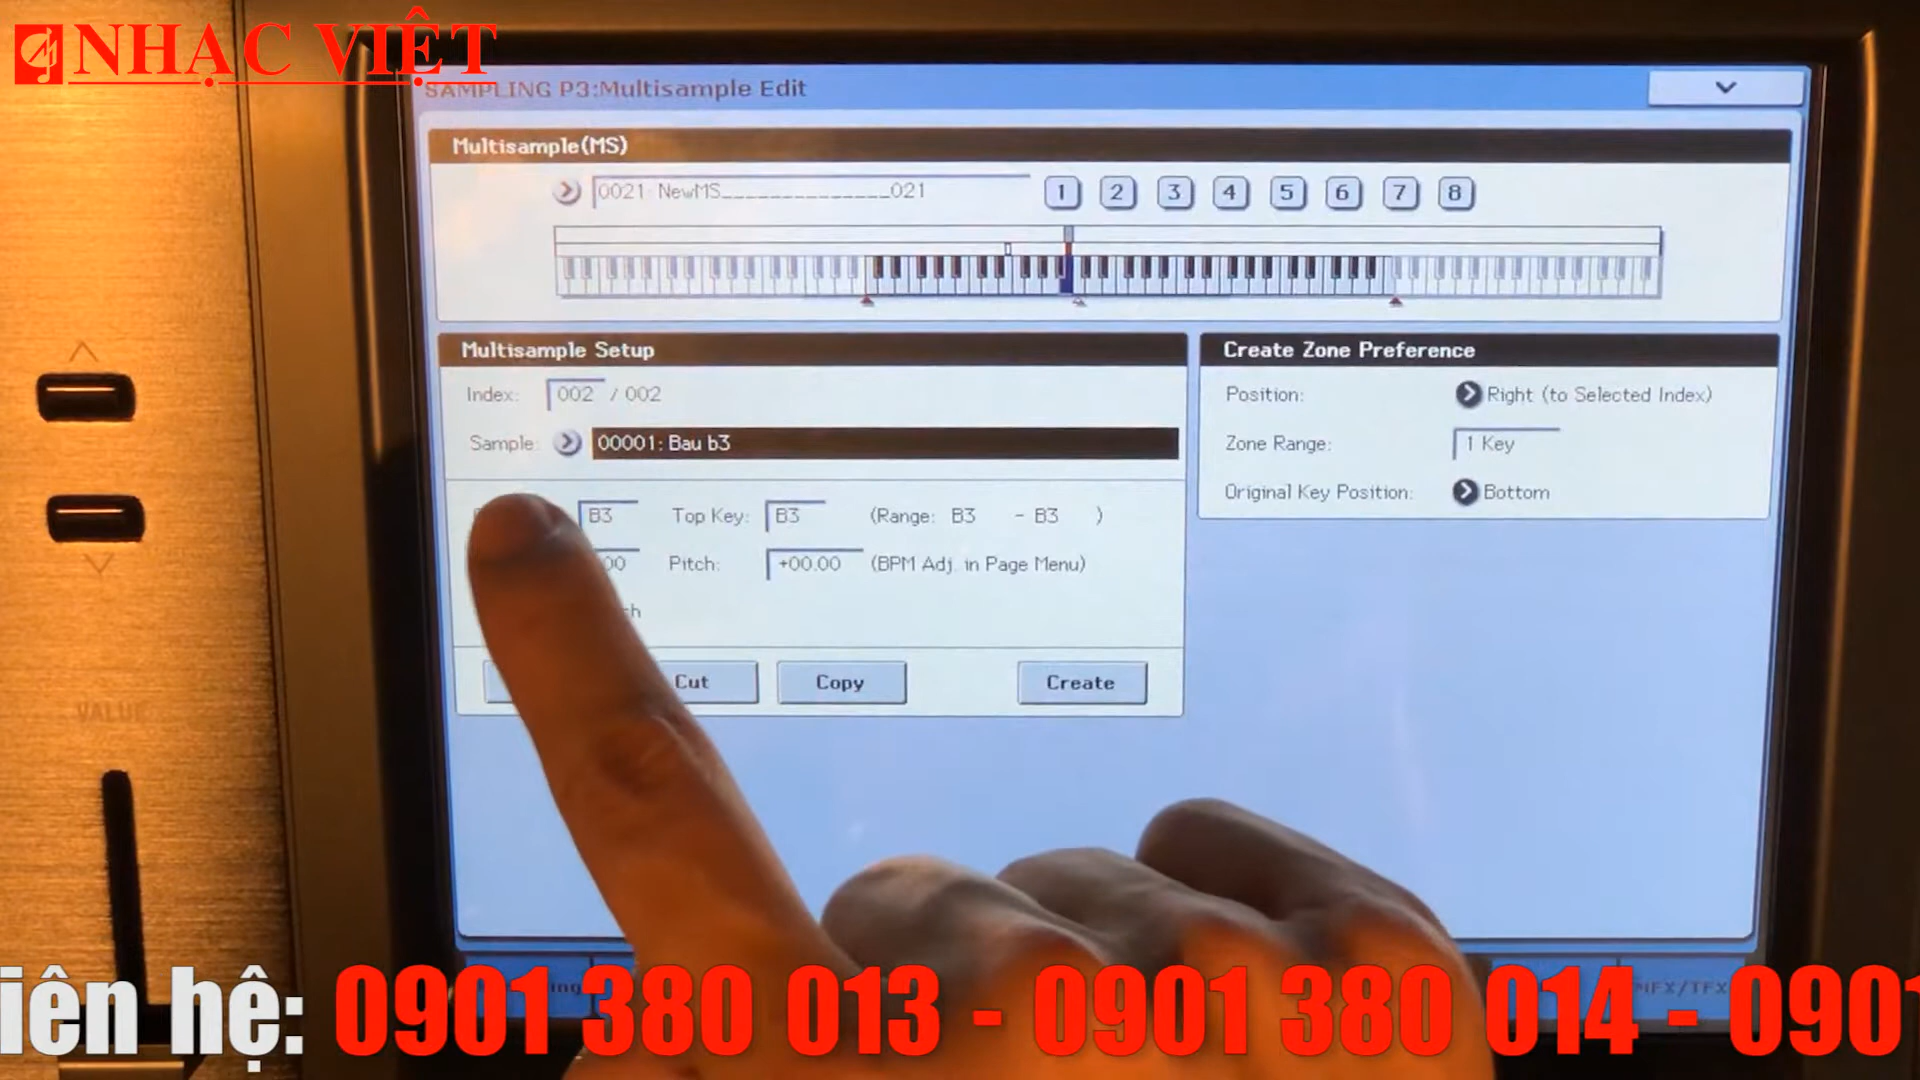 NHẠC VIỆT
SAMPLING P3:Multisample Edit
Multisample(MS)
0021: NewMS______________021
1 2 3 4 5 6 7 8
Multisample Setup
Index: 002 / 002
Sample: 00001: Bau b3
B3 Top Key: B3 (Range: B3 - B3 )
Pitch: +00.00 (BPM Adj. in Page Menu)
Cut Copy Create
Create Zone Preference
Position: Right (to Selected Index)
Zone Range: 1 Key
Original Key Position: Bottom
VALUE
MFX/TFX
iên hệ: 0901 380 013 - 0901 380 014 - 090